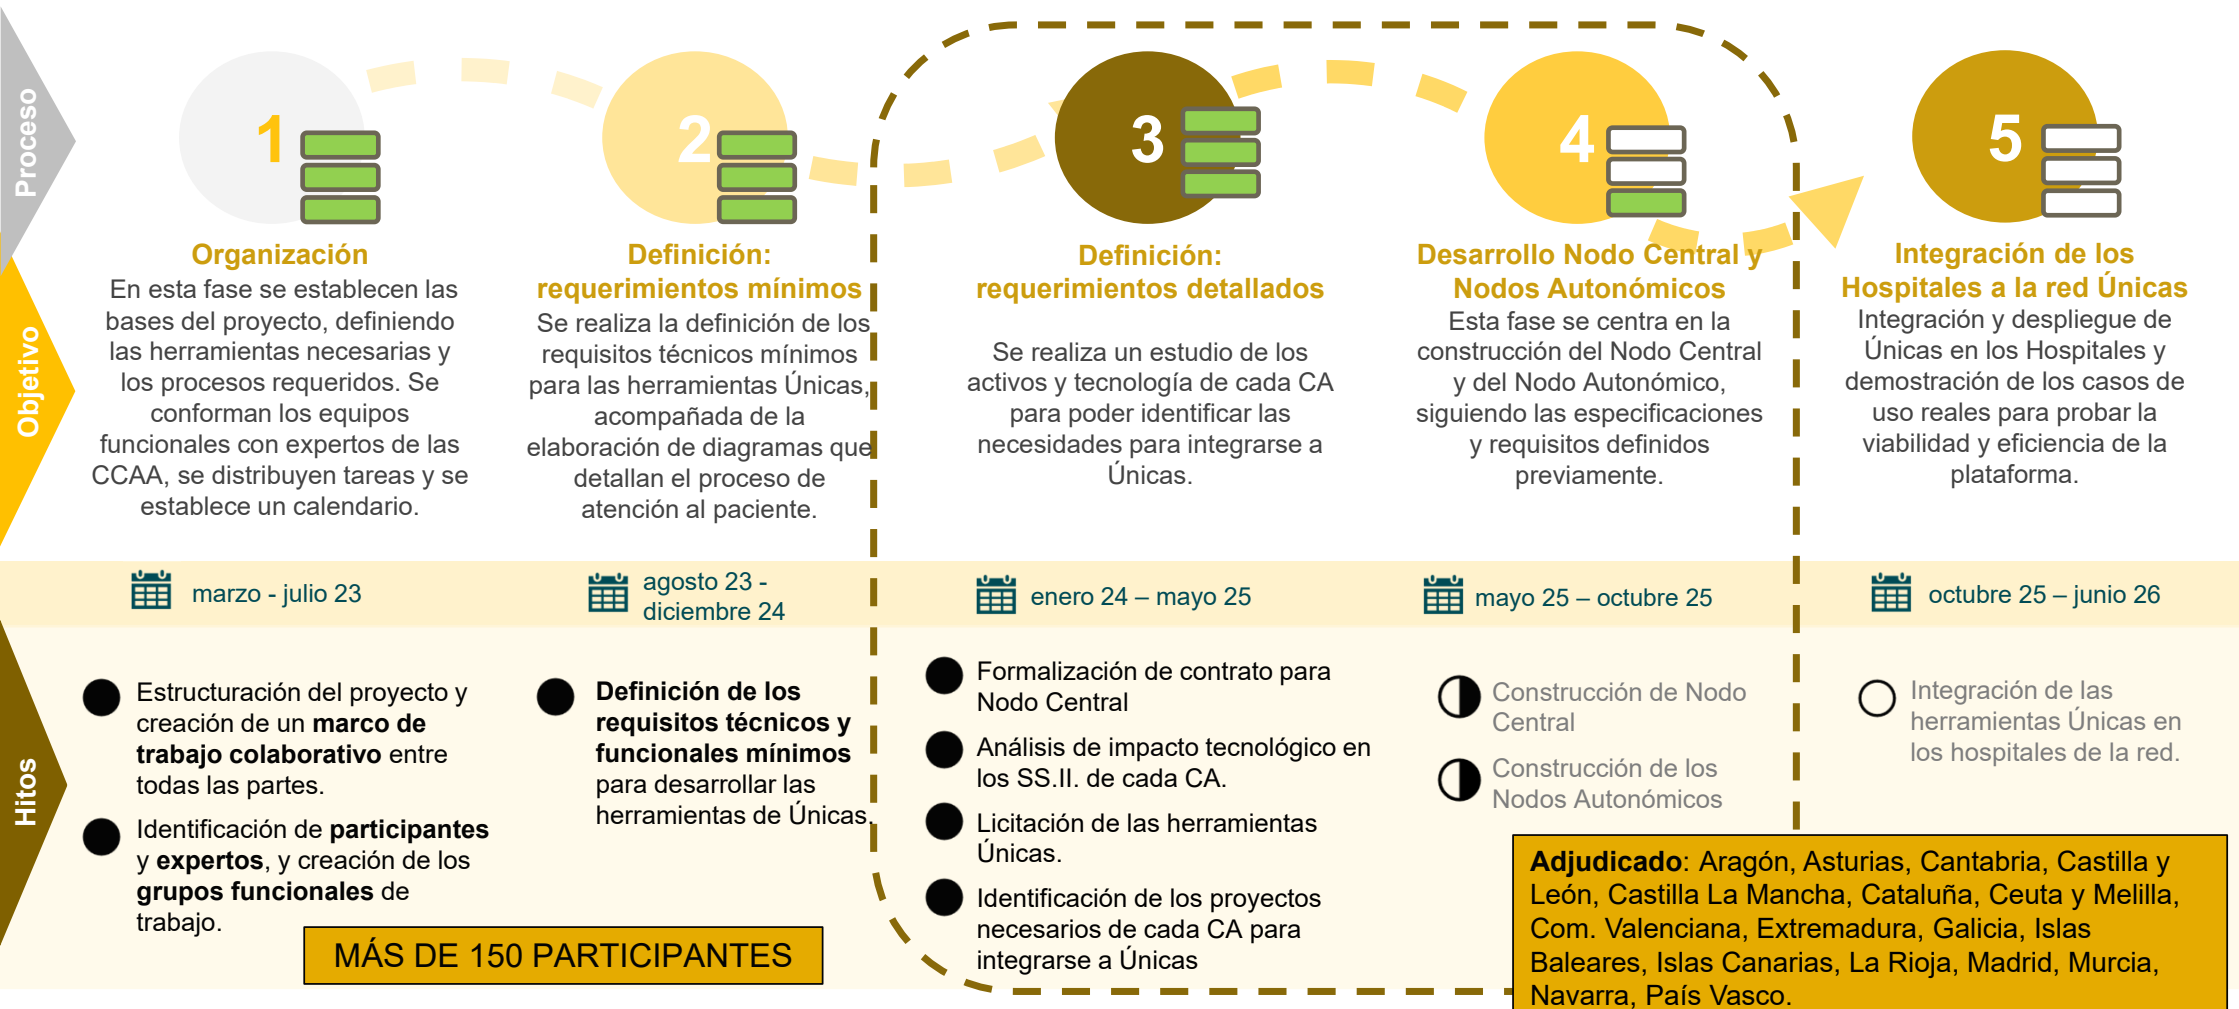 Proceso
1
2
3
4
5
Objetivo
Organización
En esta fase se establecen las
bases del proyecto, definiendo
las herramientas necesarias y
los procesos requeridos. Se
conforman los equipos
funcionales con expertos de las
CCAA, se distribuyen tareas y se
establece un calendario.
Definición:
requerimientos mínimos
Se realiza la definición de los
requisitos técnicos mínimos
para las herramientas Únicas,
acompañada de la
elaboración de diagramas que
detallan el proceso de
atención al paciente.
Definición:
requerimientos detallados
Se realiza un estudio de los
activos y tecnología de cada CA
para poder identificar las
necesidades para integrarse a
Únicas.
Desarrollo Nodo Central y
Nodos Autonómicos
Esta fase se centra en la
construcción del Nodo Central
y del Nodo Autonómico,
siguiendo las especificaciones
y requisitos definidos
previamente.
Integración de los
Hospitales a la red Únicas
Integración y despliegue de
Únicas en los Hospitales y
demostración de los casos de
uso reales para probar la
viabilidad y eficiencia de la
plataforma.
marzo - julio 23
agosto 23 -
diciembre 24
enero 24 – mayo 25
mayo 25 – octubre 25
octubre 25 – junio 26
Hitos
Estructuración del proyecto y
creación de un marco de
trabajo colaborativo entre
todas las partes.
Identificación de participantes
y expertos, y creación de los
grupos funcionales de
trabajo.
MÁS DE 150 PARTICIPANTES
Definición de los
requisitos técnicos y
funcionales mínimos
para desarrollar las
herramientas de Únicas.
Formalización de contrato para
Nodo Central
Análisis de impacto tecnológico en
los SS.II. de cada CA.
Licitación de las herramientas
Únicas.
Identificación de los proyectos
necesarios de cada CA para
integrarse a Únicas
Construcción de Nodo
Central
Construcción de los
Nodos Autonómicos
Integración de las
herramientas Únicas en
los hospitales de la red.
Adjudicado: Aragón, Asturias, Cantabria, Castilla y
León, Castilla La Mancha, Cataluña, Ceuta y Melilla,
Com. Valenciana, Extremadura, Galicia, Islas
Baleares, Islas Canarias, La Rioja, Madrid, Murcia,
Navarra, País Vasco.